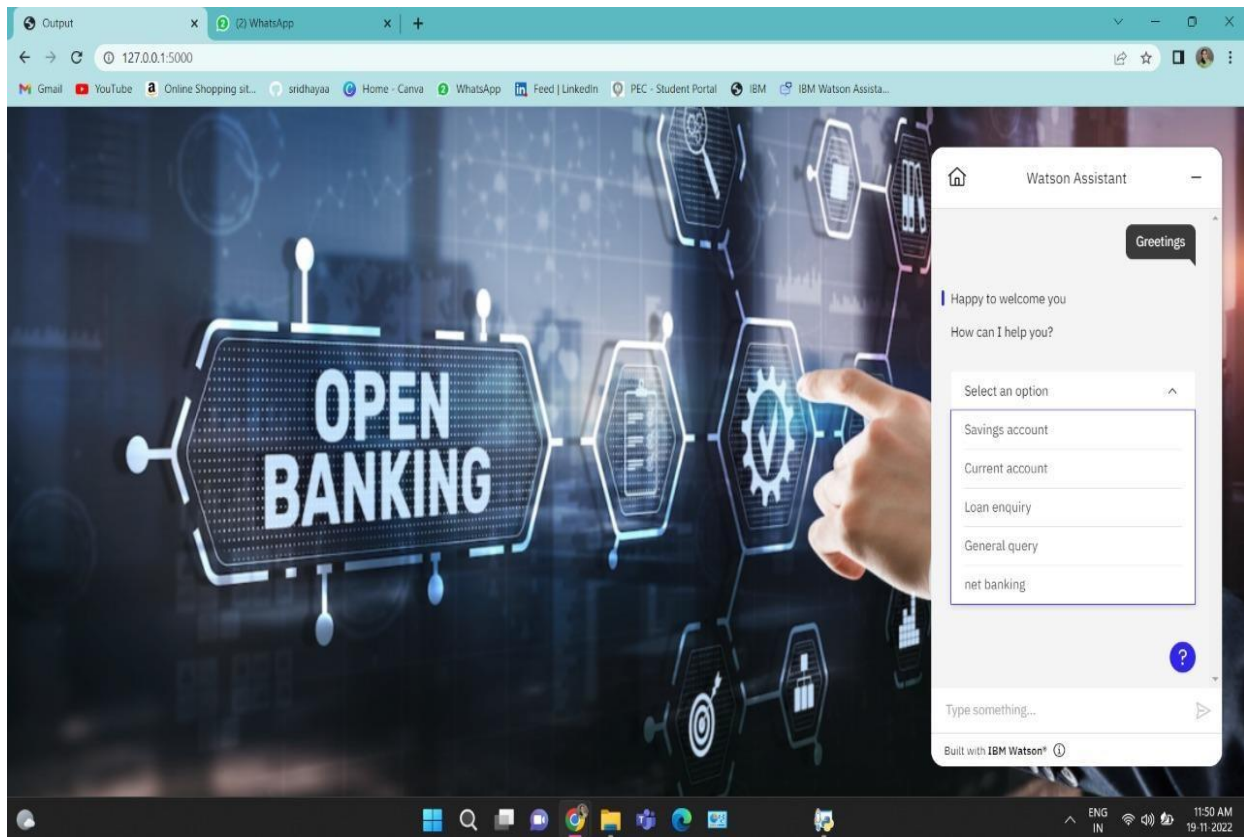 Output
(2) WhatsApp
127.0.0.1:5000
Gmail
YouTube
Online Shopping sit...
sridhayaa
Home - Canva
WhatsApp
Feed | LinkedIn
PEC - Student Portal
IBM
IBM Watson Assista...
OPEN
BANKING
Watson Assistant
Greetings
Happy to welcome you
How can I help you?
Select an option
Savings account
Current account
Loan enquiry
General query
net banking
?
Type something...
Built with IBM Watson®
ENG
IN
11:50 AM
19-11-2022